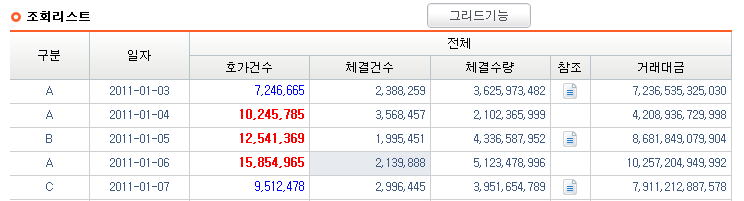 조회리스트
그리드기능
구분 일자 전체
호가건수 체결건수 체결수량 참조 거래대금
A 2011-01-03 7,246,665 2,388,259 3,625,973,482 7,236,535,325,030
A 2011-01-04 10,245,785 3,568,457 2,102,365,999 4,208,936,729,998
B 2011-01-05 12,541,369 1,995,451 4,336,587,952 8,681,849,079,904
A 2011-01-06 15,854,965 2,139,888 5,123,478,996 10,257,204,949,992
C 2011-01-07 9,512,478 2,996,445 3,951,654,789 7,911,212,887,578